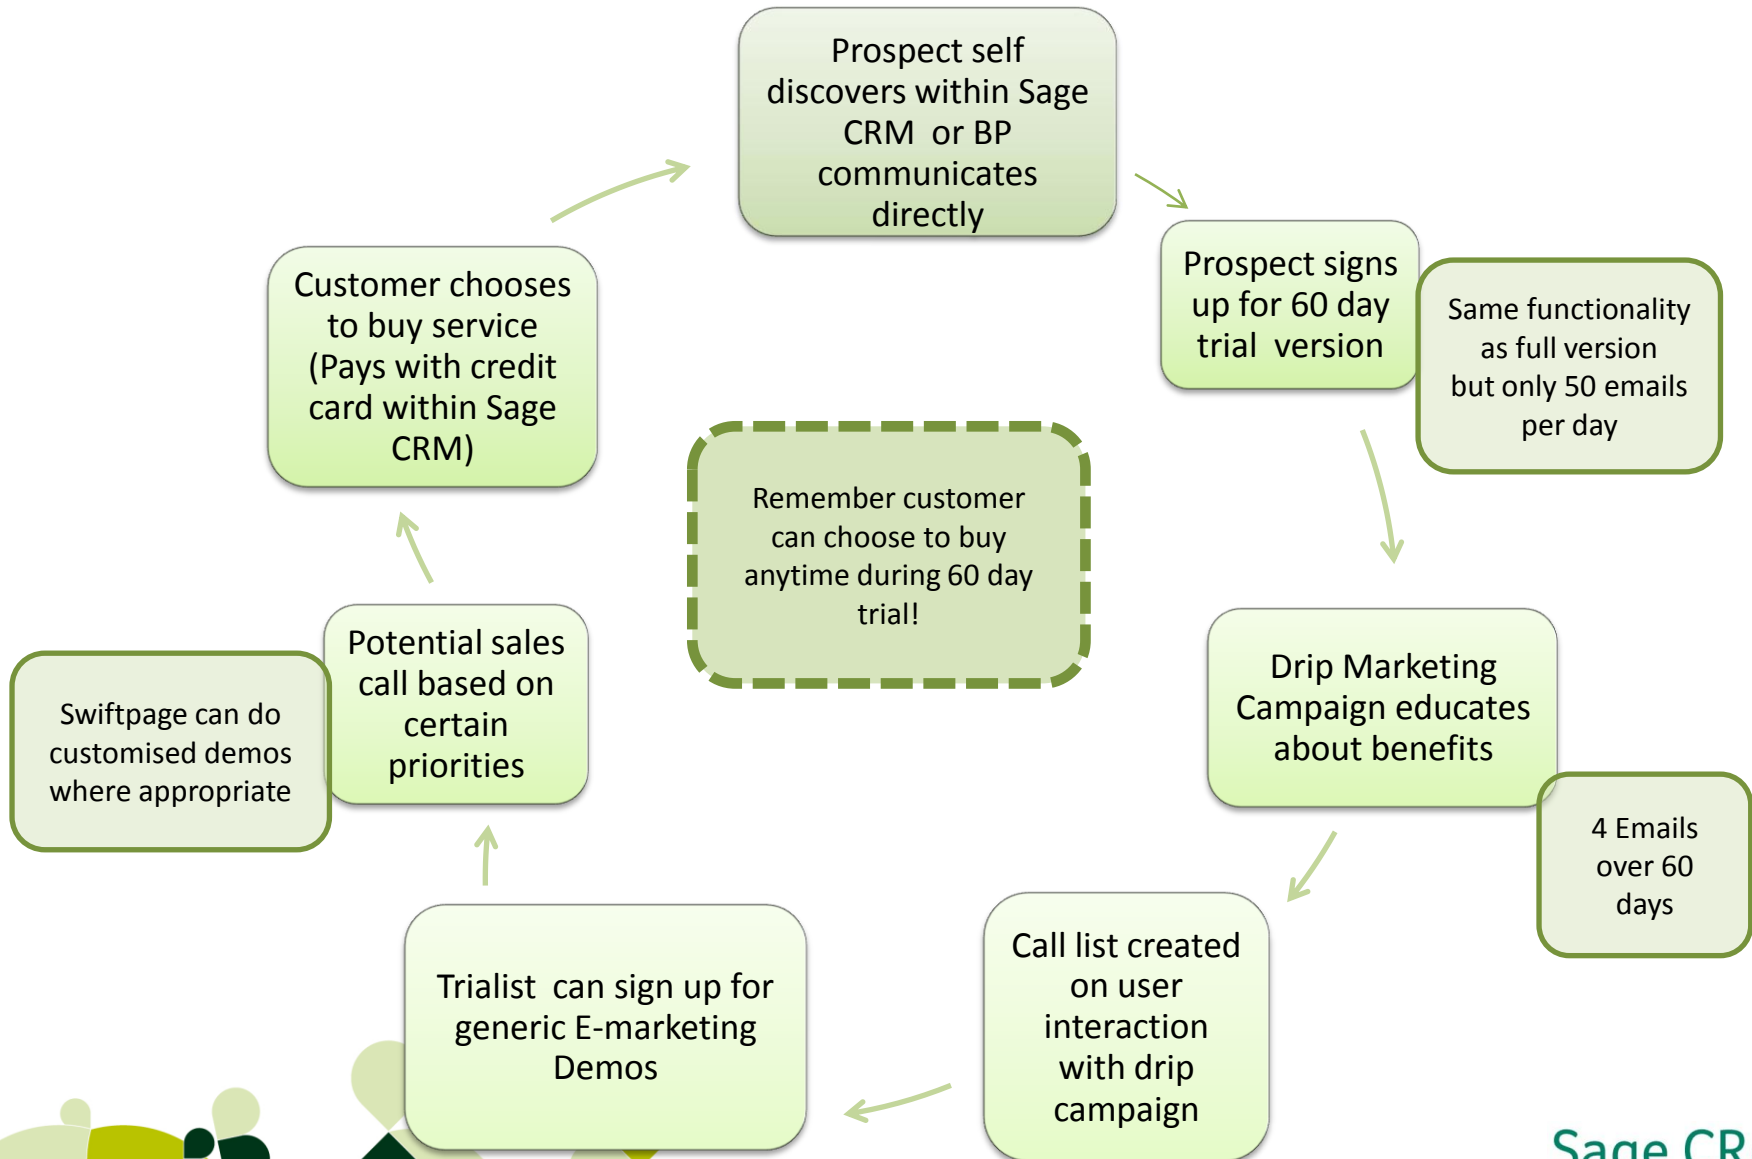 Prospect self
discovers within Sage
CRM or BP
communicates
directly
Prospect signs
up for 60 day
trial version
Same functionality
as full version
but only 50 emails
per day
Drip Marketing
Campaign educates
about benefits
4 Emails
over 60
days
Call list created
on user
interaction
with drip
campaign
Trialist can sign up for
generic E-marketing
Demos
Potential sales
call based on
certain
priorities
Swiftpage can do
customised demos
where appropriate
Customer chooses
to buy service
(Pays with credit
card within Sage
CRM)
Remember customer
can choose to buy
anytime during 60 day
trial!
Sage CR